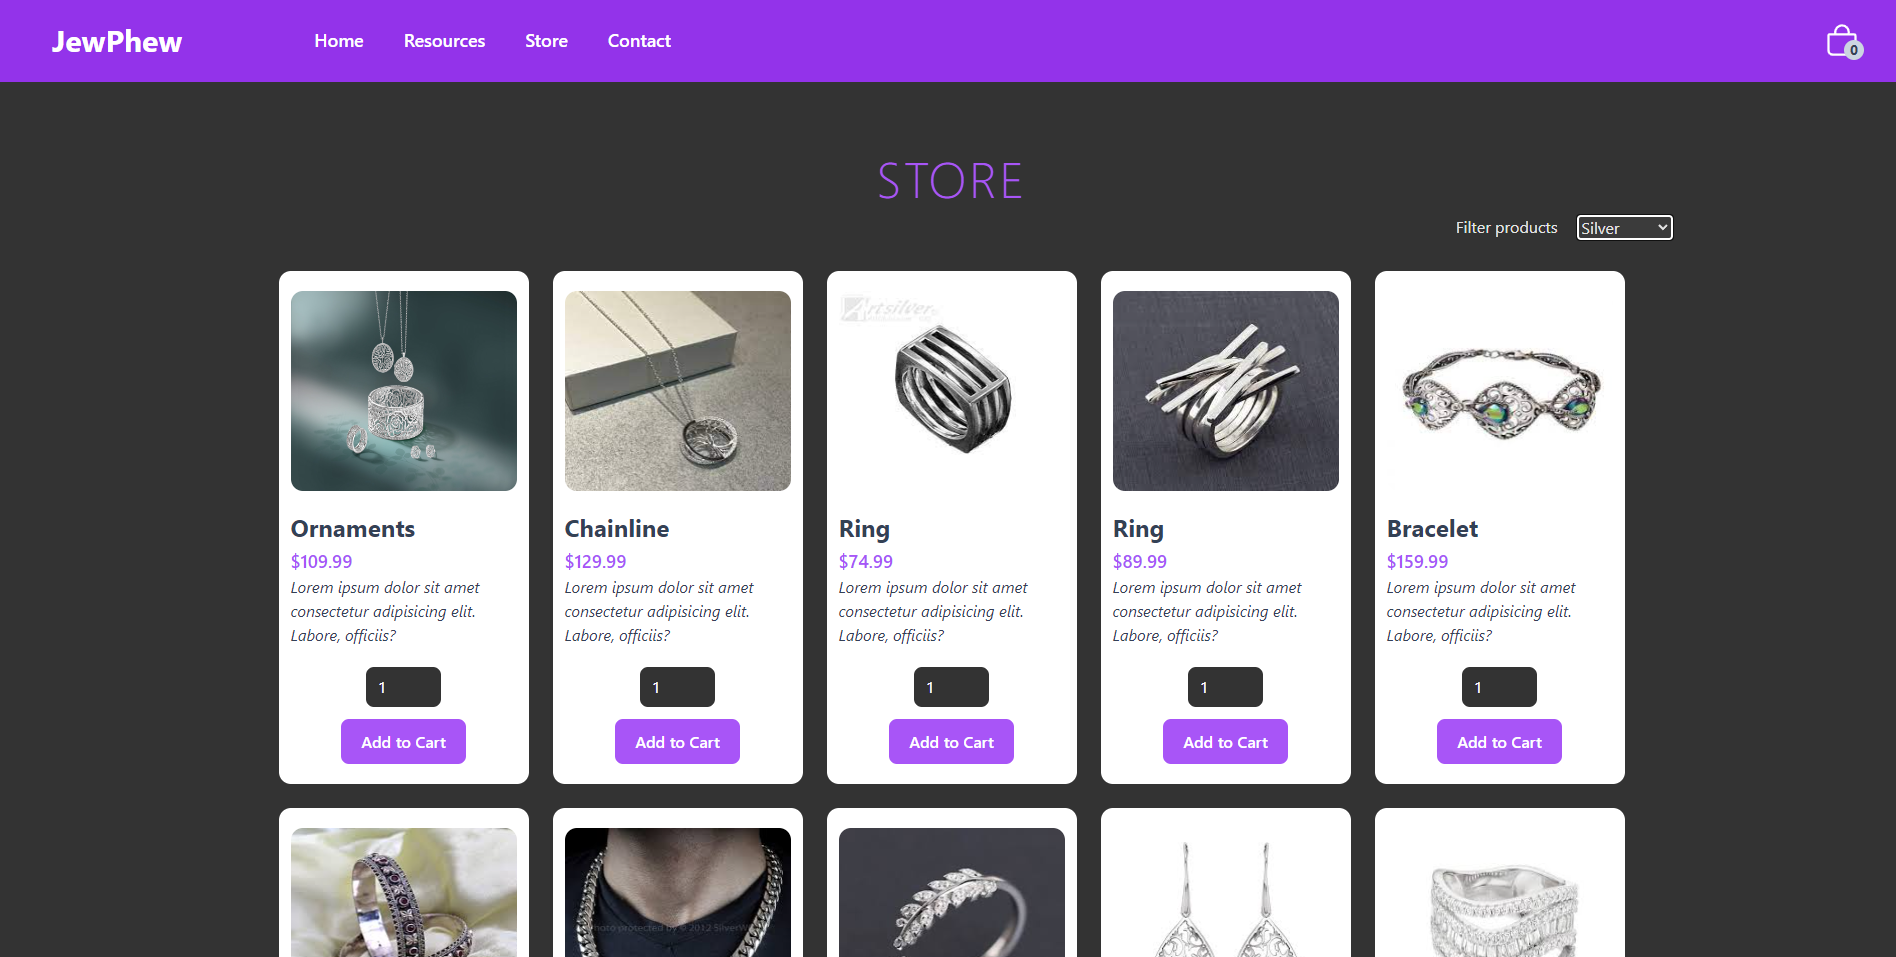 JewPhew
Home
Resources
Store
Contact
0
STORE
Filter products
Silver
Artsilver
Ornaments
$109.99
Lorem ipsum dolor sit amet
consectetur adipisicing elit.
Labore, officiis?
1
Add to Cart
Chainline
$129.99
Lorem ipsum dolor sit amet
consectetur adipisicing elit.
Labore, officiis?
1
Add to Cart
Ring
$74.99
Lorem ipsum dolor sit amet
consectetur adipisicing elit.
Labore, officiis?
1
Add to Cart
Ring
$89.99
Lorem ipsum dolor sit amet
consectetur adipisicing elit.
Labore, officiis?
1
Add to Cart
Bracelet
$159.99
Lorem ipsum dolor sit amet
consectetur adipisicing elit.
Labore, officiis?
1
Add to Cart
Photo protected by © 2012